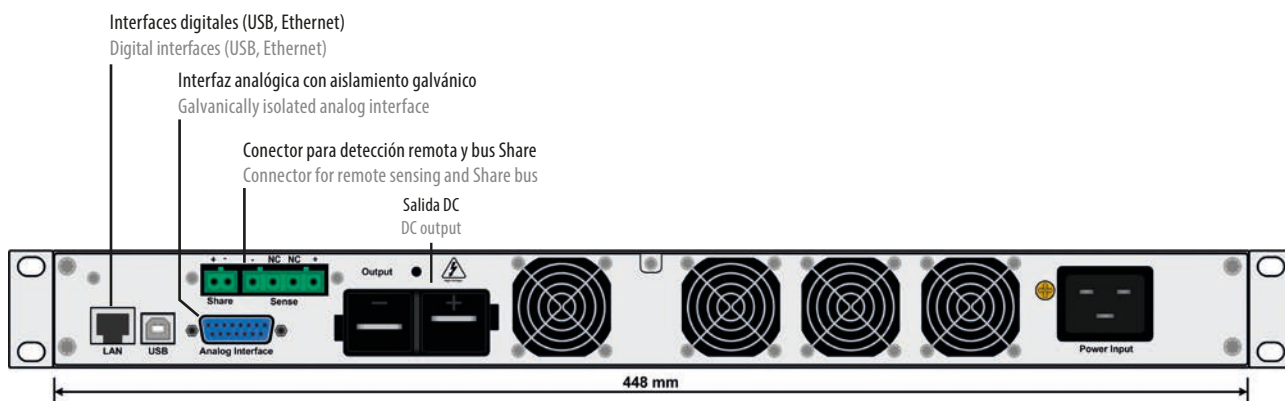 Interfaces digitales (USB, Ethernet)
Digital interfaces (USB, Ethernet)
Interfaz analógica con aislamiento galvánico
Galvanically isolated analog interface
Conector para detección remota y bus Share
Connector for remote sensing and Share bus
Salida DC
DC output
+ - - NC NC +
Share Sense
Output
- +
LAN USB Analog Interface
Power Input
448 mm